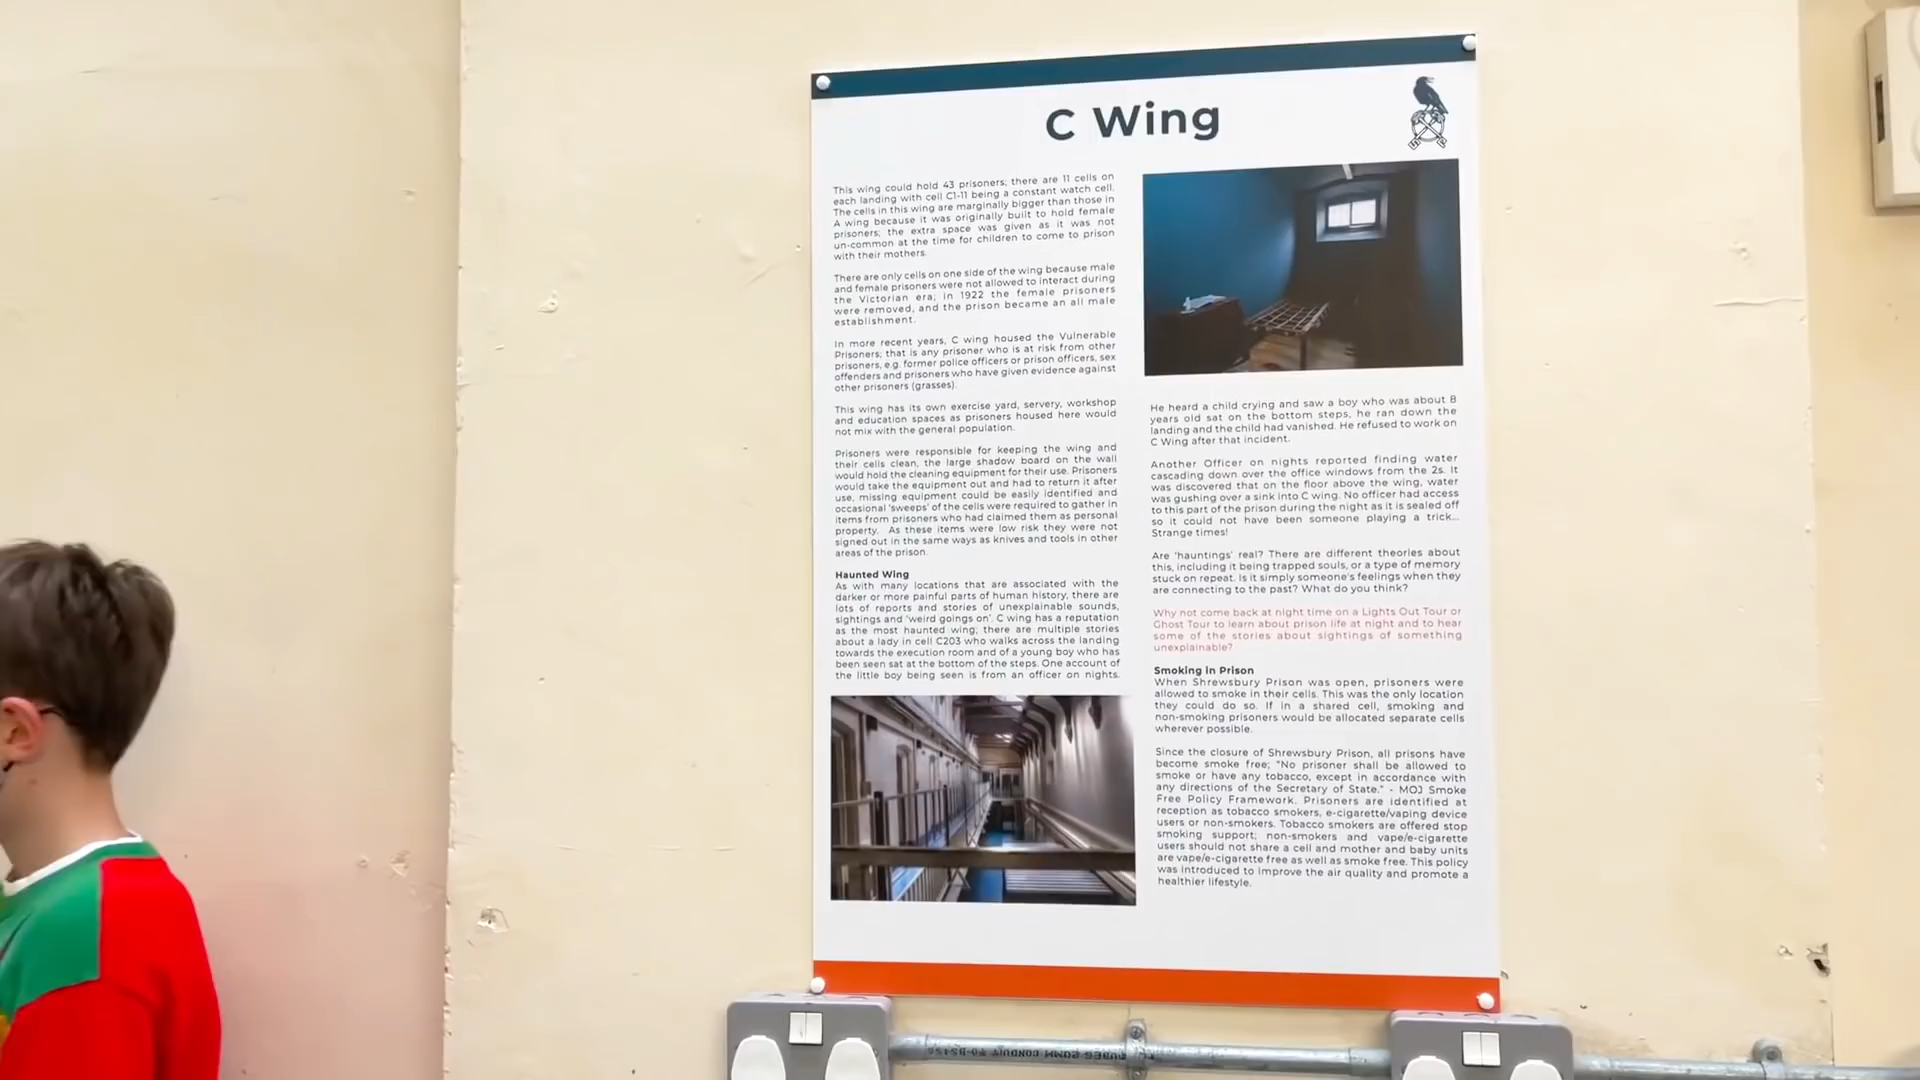 C Wing
This wing could hold 43 prisoners; there are 11 cells on
each landing with cell C1-11 being a constant watch cell.
The cells in this wing are marginally bigger than those in
A wing because it was originally built to hold female
prisoners; the extra space was given as it was not
un-common at the time for children to come to prison
with their mothers.
There are only cells on one side of the wing because male
and female prisoners were not allowed to interact during
the Victorian era; in 1922 the female prisoners
were removed, and the prison became an all male
establishment.
In more recent years, C wing housed the Vulnerable
Prisoners; that is any prisoner who is at risk from other
prisoners, e.g. former police officers or prison officers, sex
offenders and prisoners who have given evidence against
other prisoners (grasses).
This wing has its own exercise yard, servery, workshop
and education spaces as prisoners housed here would
not mix with the general population.
Prisoners were responsible for keeping the wing and
their cells clean, the large shadow board on the wall
would hold the cleaning equipment for their use. Prisoners
would take the equipment out and had to return it after
use, missing equipment could be easily identified and
occasional 'sweeps' of the cells were required to gather in
items from prisoners who had claimed them as personal
property. As these items were low risk they were not
signed out in the same ways as knives and tools in other
areas of the prison.
Haunted Wing
As with many locations that are associated with the
darker or more painful parts of human history, there are
lots of reports and stories of unexplainable sounds,
sightings and 'weird goings on'. C wing has a reputation
as the most haunted wing; there are multiple stories
about a lady in cell C203 who walks across the landing
towards the execution room and of a young boy who has
been seen sat at the bottom of the steps. One account of
the little boy being seen is from an officer on nights.
He heard a child crying and saw a boy who was about 8
years old sat on the bottom steps, he ran down the
landing and the child had vanished. He refused to work on
C Wing after that incident.
Another Officer on nights reported finding water
cascading down over the office windows from the 2s. It
was discovered that on the floor above the wing, water
was gushing over a sink into C wing. No officer had access
to this part of the prison during the night as it is sealed off
so it could not have been someone playing a trick...
Strange times!
Are 'hauntings' real? There are different theories about
this, including it being trapped souls, or a type of memory
stuck on repeat. Is it simply someone's feelings when they
are connecting to the past? What do you think?
Why not come back at night time on a Lights Out Tour or
Ghost Tour to learn about prison life at night and to hear
some of the stories about sightings of something
unexplainable?
Smoking in Prison
When Shrewsbury Prison was open, prisoners were
allowed to smoke in their cells. This was the only location
they could do so. If in a shared cell, smoking and
non-smoking prisoners would be allocated separate cells
wherever possible.
Since the closure of Shrewsbury Prison, all prisons have
become smoke free; "No prisoner shall be allowed to
smoke or have any tobacco, except in accordance with
any directions of the Secretary of State." - MOJ Smoke
Free Policy Framework. Prisoners are identified at
reception as tobacco smokers, e-cigarette/vaping device
users or non-smokers. Tobacco smokers are offered stop
smoking support; non-smokers and vape/e-cigarette
users should not share a cell and mother and baby units
are vape/e-cigarette free as well as smoke free. This policy
was introduced to improve the air quality and promote a
healthier lifestyle.